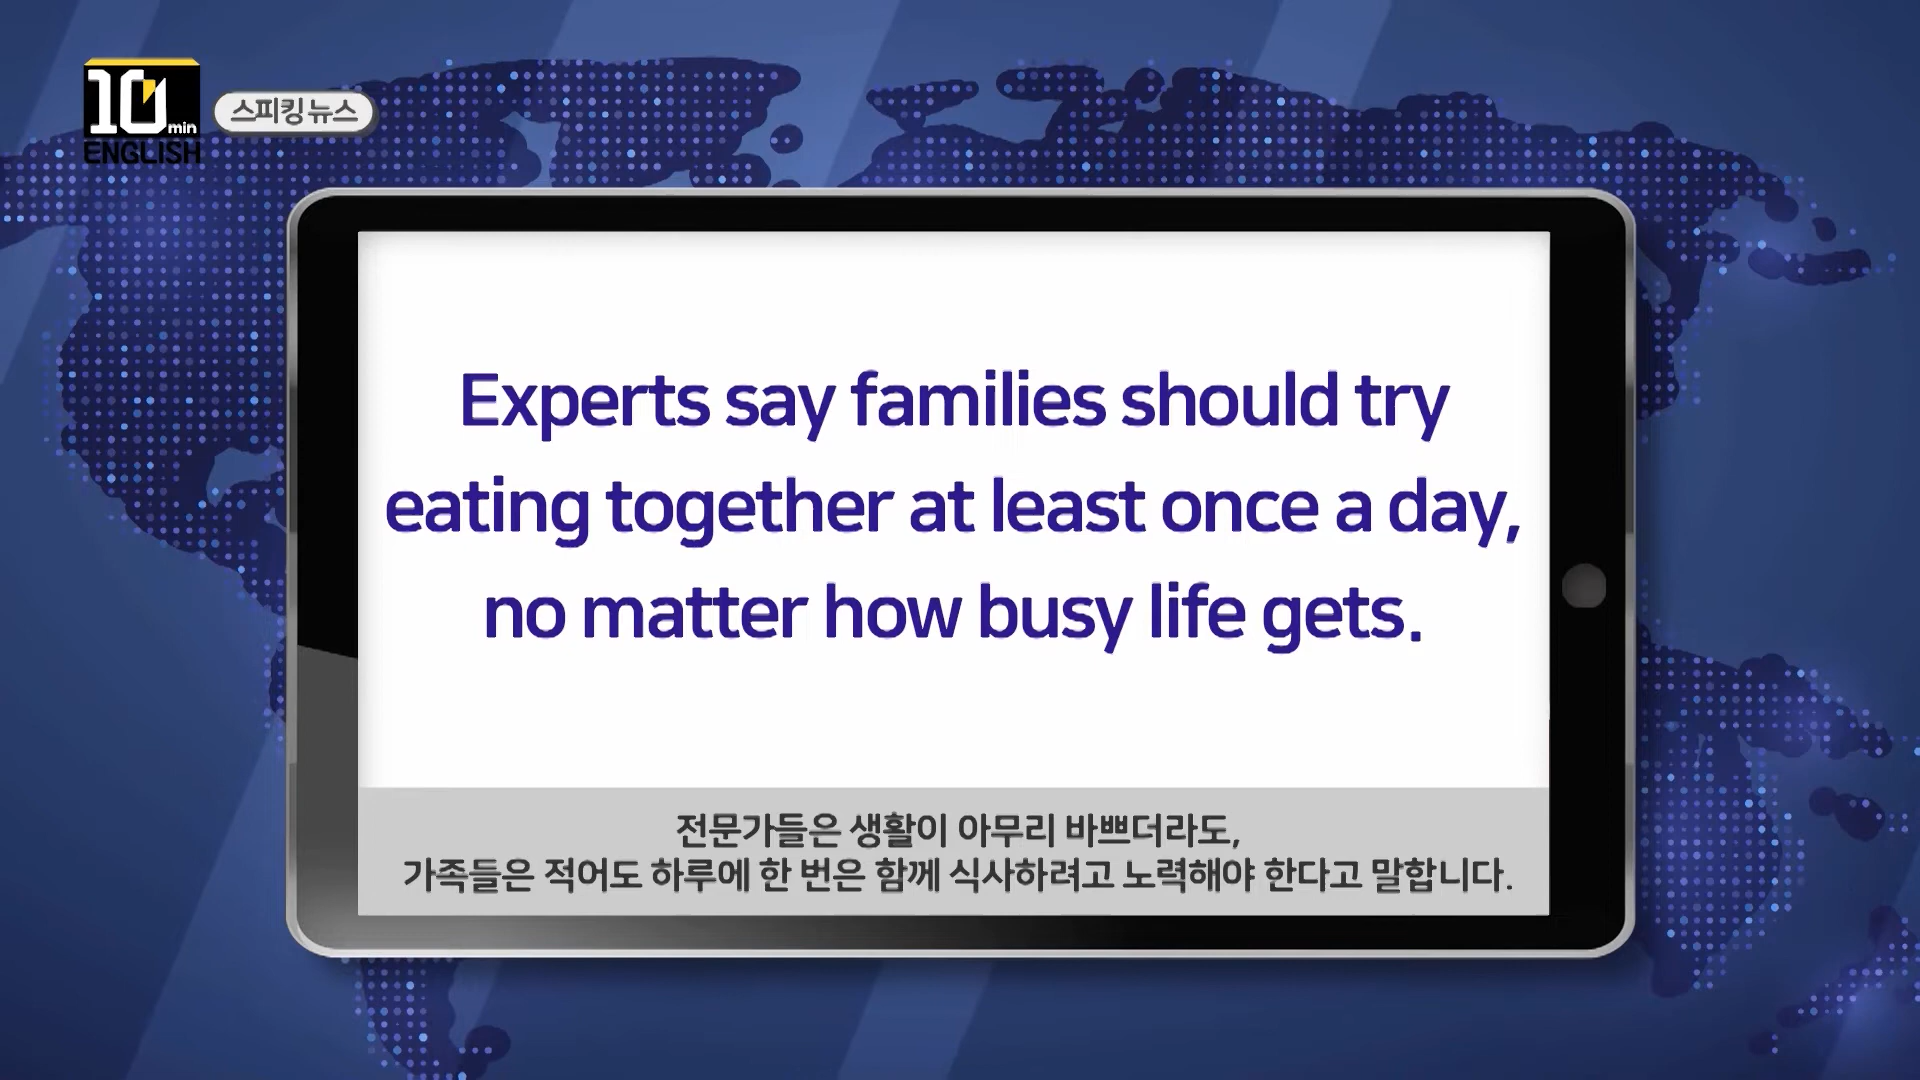 10
min
ENGLISH
스피킹 뉴스
Experts say families should try
eating together at least once a day,
no matter how busy life gets.
전문가들은 생활이 아무리 바쁘더라도,
가족들은 적어도 하루에 한 번은 함께 식사하려고 노력해야 한다고 말합니다.